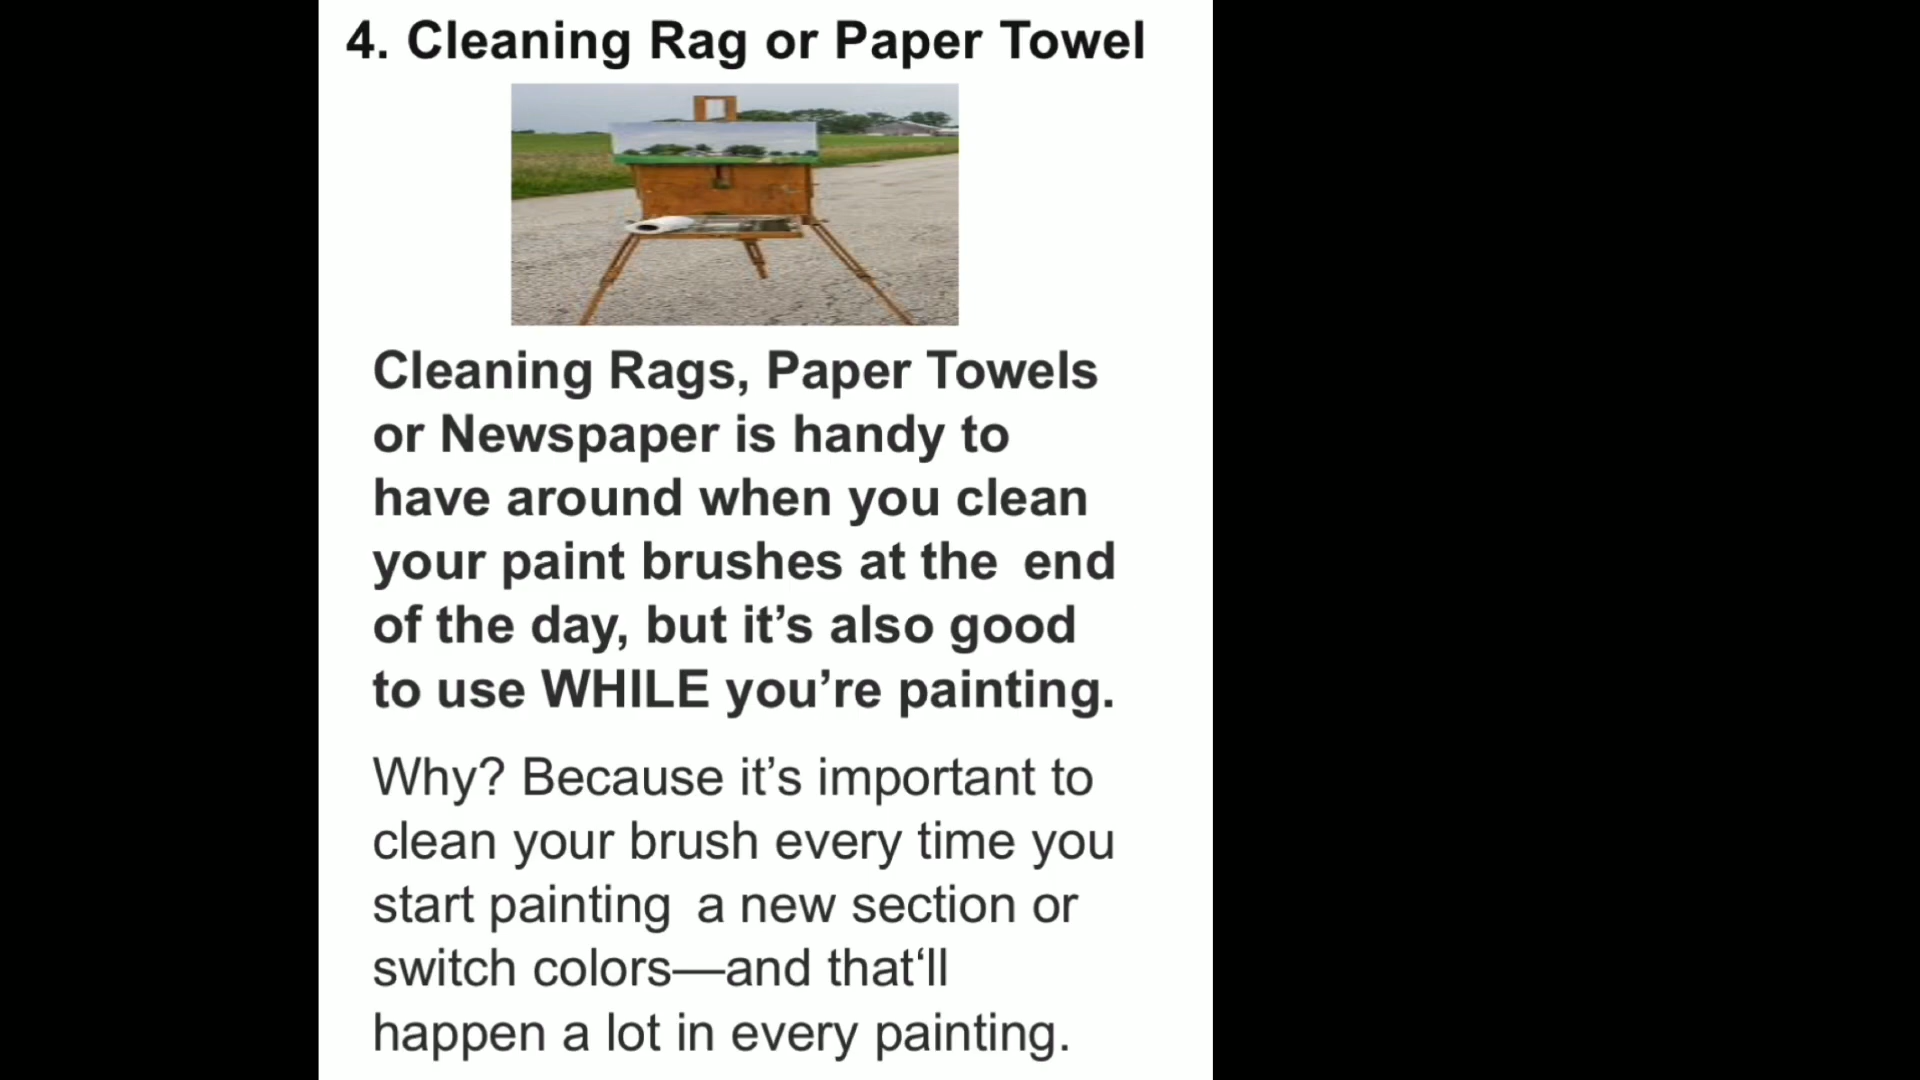 4. Cleaning Rag or Paper Towel
Cleaning Rags, Paper Towels
or Newspaper is handy to
have around when you clean
your paint brushes at the end
of the day, but it’s also good
to use WHILE you’re painting.
Why? Because it’s important to
clean your brush every time you
start painting a new section or
switch colors—and that‘ll
happen a lot in every painting.